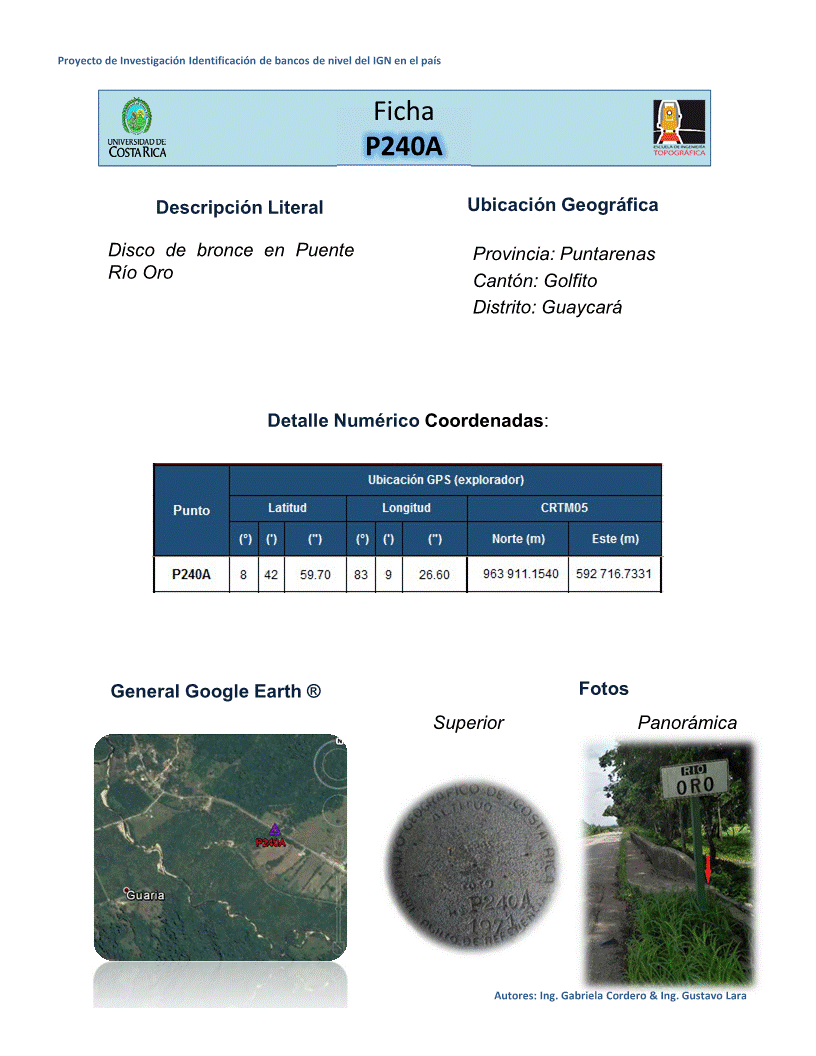 Proyecto de Investigación Identificación de bancos de nivel del IGN en el país
Ficha
P240A
UNIVERSIDAD DE
COSTA RICA
ESCUELA DE INGENIERÍA
TOPOGRÁFICA
Descripción Literal
Disco de bronce en Puente
Río Oro
Ubicación Geográfica
Provincia: Puntarenas
Cantón: Golfito
Distrito: Guaycará
Detalle Numérico Coordenadas:
Punto
Ubicación GPS (explorador)
Latitud Longitud CRTM05
(°) (') (") (°) (') (") Norte (m) Este (m)
P240A 8 42 59.70 83 9 26.60 963 911.1540 592 716.7331
General Google Earth ®
P240A
Guaria
Fotos
Superior Panorámica
GEOGRAFICO DE COSTA RICA
ALTITUD
P240A
1971
PUNTO DE
RIO
ORO
Autores: Ing. Gabriela Cordero & Ing. Gustavo Lara